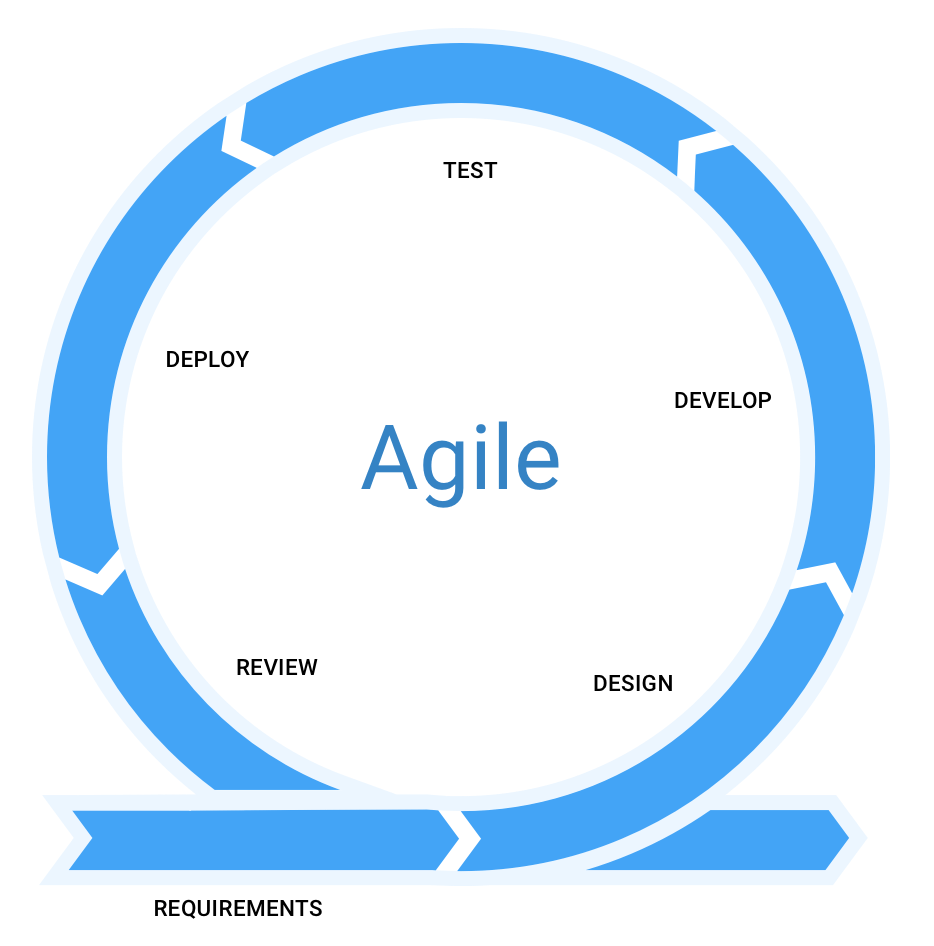 TEST
DEPLOY
DEVELOP
Agile
REVIEW
DESIGN
REQUIREMENTS